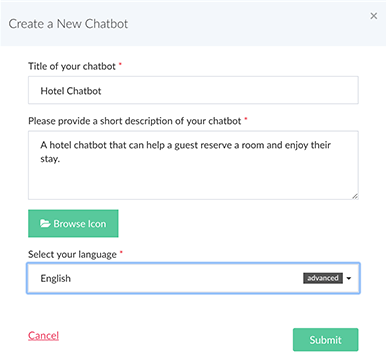 Create a New Chatbot
×
Title of your chatbot *
Hotel Chatbot
Please provide a short description of your chatbot *
A hotel chatbot that can help a guest reserve a room and enjoy their
stay.
Browse Icon
Select your language *
English advanced
Cancel Submit